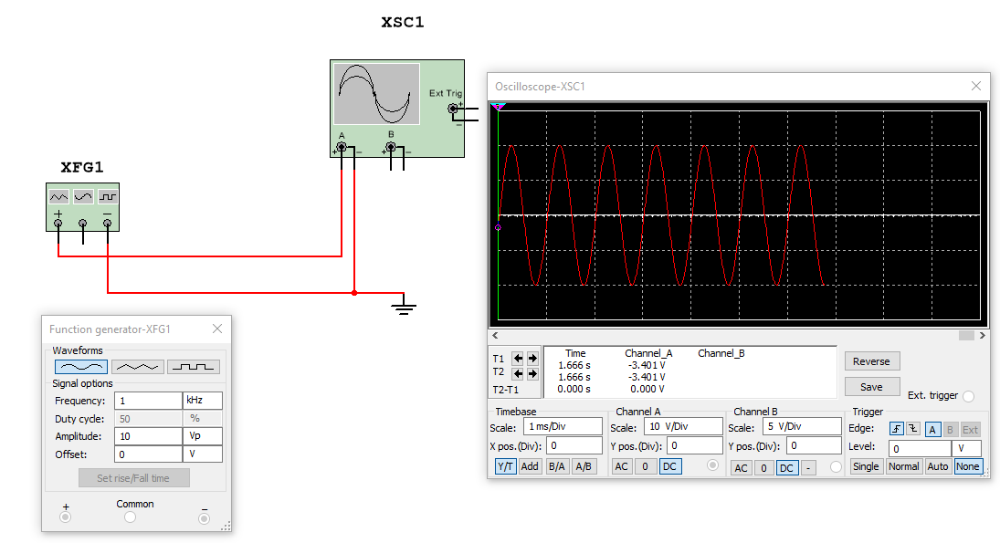 XSC1
Ext Trig
+
−
A
B
+ − + −
XFG1
+ −
Oscilloscope-XSC1
T1
T2
T2-T1
Time Channel_A Channel_B
1.666 s -3.401 V
1.666 s -3.401 V
0.000 s 0.000 V
Reverse
Save
Ext. trigger
Timebase
Scale: 1 ms/Div
X pos.(Div): 0
Y/T Add B/A A/B
Channel A
Scale: 10 V/Div
Y pos.(Div): 0
AC 0 DC
Channel B
Scale: 5 V/Div
Y pos.(Div): 0
AC 0 DC -
Trigger
Edge: A B Ext
Level: 0 V
Single Normal Auto None
Function generator-XFG1
Waveforms
Signal options
Frequency: 1 kHz
Duty cycle: 50 %
Amplitude: 10 Vp
Offset: 0 V
Set rise/Fall time
+ Common −